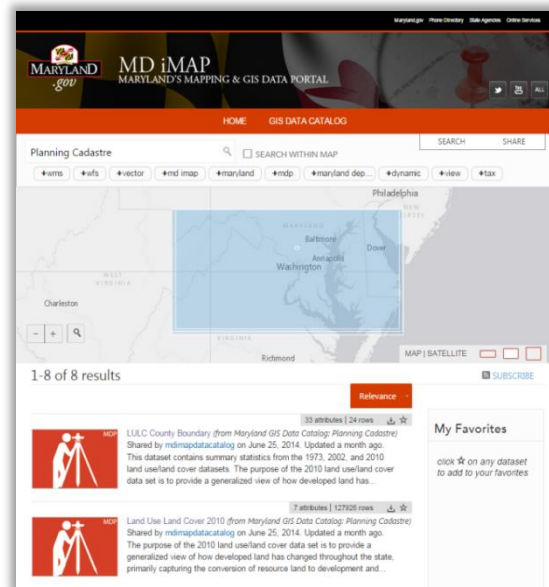 Maryland.gov Phone Directory State Agencies Online Services
MARYLAND
.gov
MD iMAP
MARYLAND'S MAPPING & GIS DATA PORTAL
ALL
HOME GIS DATA CATALOG
Planning Cadastre
SEARCH WITHIN MAP
SEARCH SHARE
+wms +wfs +vector +md imap +maryland +mdp +maryland dep... +dynamic +view +tax
Philadelphia
NEW
JERSEY
MARYLAND
Baltimore
Dover
Annapolis
Washington
WEST
VIRGINIA
Charleston
- +
VIRGINIA
Richmond
MAP | SATELLITE
1-8 of 8 results
SUBSCRIBE
Relevance
33 attributes | 24 rows
MDP
LULC County Boundary (from Maryland GIS Data Catalog: Planning Cadastre)
Shared by mdimapdatacatalog on June 25, 2014. Updated a month ago.
This dataset contains summary statistics from the 1973, 2002, and 2010
land use/land cover datasets. The purpose of the 2010 land use/land cover
data set is to provide a generalized view of how developed land has...
My Favorites
click ☆ on any dataset
to add to your favorites
7 attributes | 127926 rows
MDP
Land Use Land Cover 2010 (from Maryland GIS Data Catalog: Planning Cadastre)
Shared by mdimapdatacatalog on June 25, 2014. Updated a month ago.
The purpose of the 2010 land use/land cover data set is to provide a
generalized view of how developed land has changed throughout the state,
primarily capturing the conversion of resource land to development and...